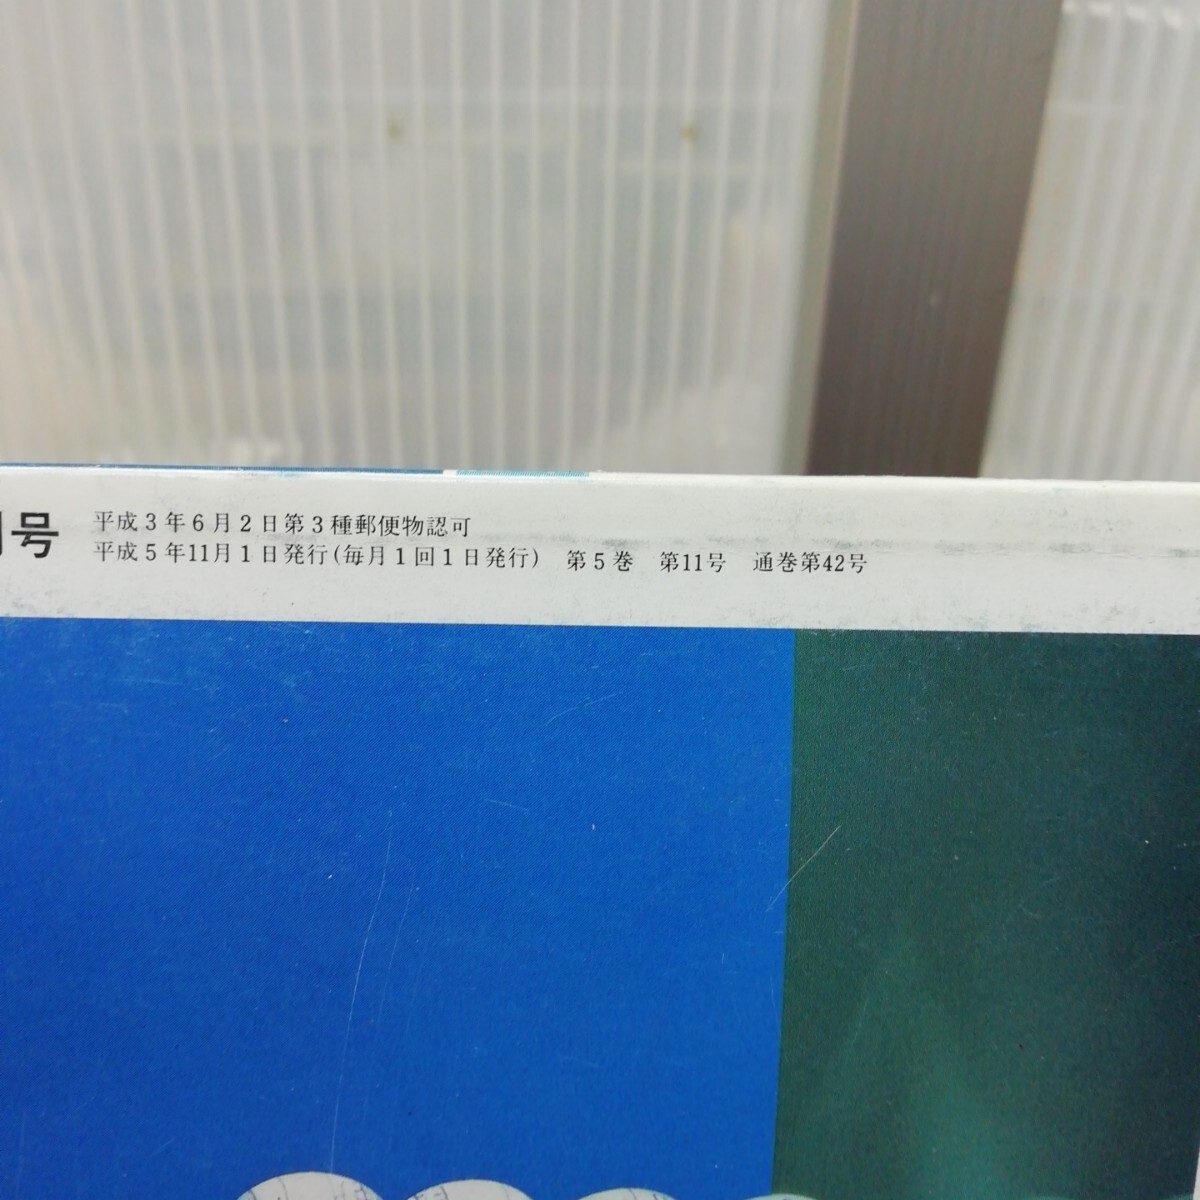 号
平成3年6月2日第3種郵便物認可
平成5年11月1日発行(毎月1回1日発行) 第5巻 第11号 通巻第42号